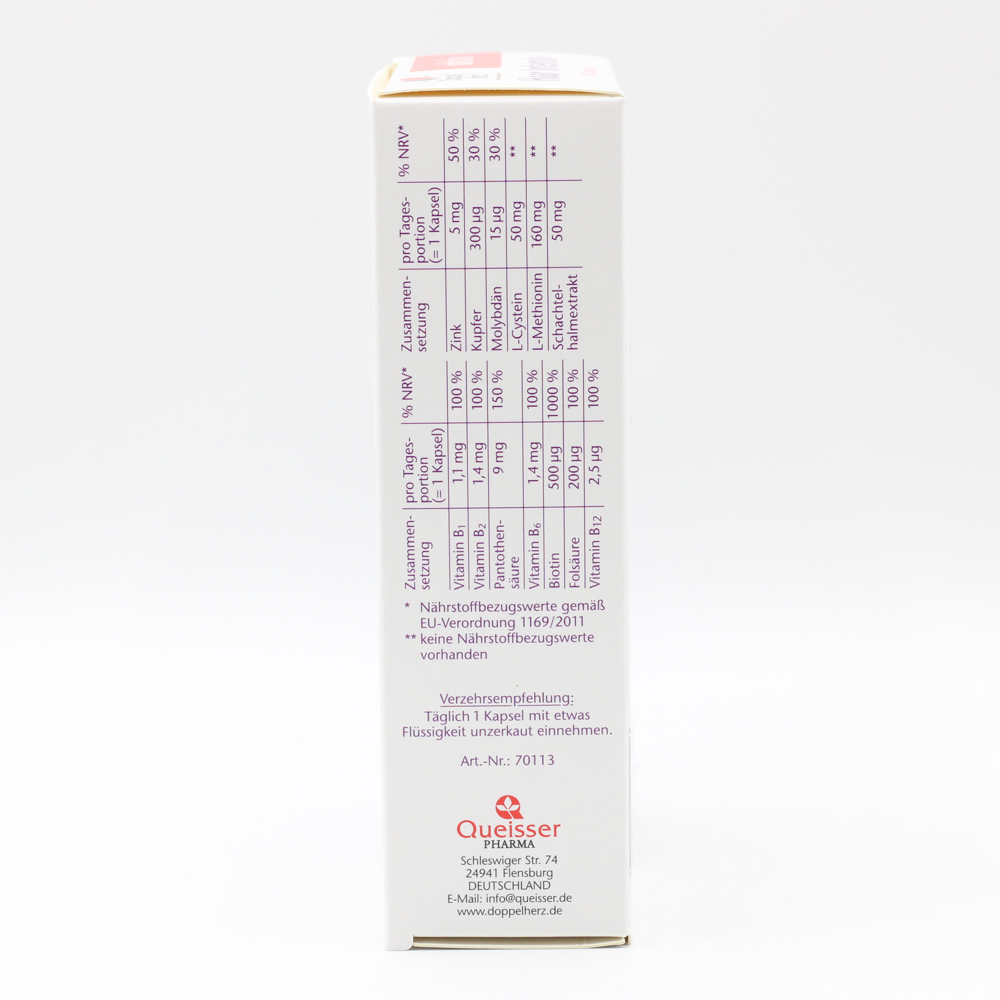 Zusammen-
setzung
pro Tages-
portion
(= 1 Kapsel)
% NRV*
Vitamin B1 1,1 mg 100 %
Vitamin B2 1,4 mg 100 %
Pantothen-
säure 9 mg 150 %
Vitamin B6 1,4 mg 100 %
Biotin 500 µg 1000 %
Folsäure 200 µg 100 %
Vitamin B12 2,5 µg 100 %
Zusammen-
setzung
pro Tages-
portion
(= 1 Kapsel)
% NRV*
Zink 5 mg 50 %
Kupfer 300 µg 30 %
Molybdän 15 µg 30 %
L-Cystein 50 mg **
L-Methionin 160 mg **
Schachtel-
halmextrakt 50 mg **
* Nährstoffbezugswerte gemäß
EU-Verordnung 1169/2011
** keine Nährstoffbezugswerte
vorhanden
Verzehrsempfehlung:
Täglich 1 Kapsel mit etwas
Flüssigkeit unzerkaut einnehmen.
Art.-Nr.: 70113
Queisser
PHARMA
Schleswiger Str. 74
24941 Flensburg
DEUTSCHLAND
E-Mail: info@queisser.de
www.doppelherz.de